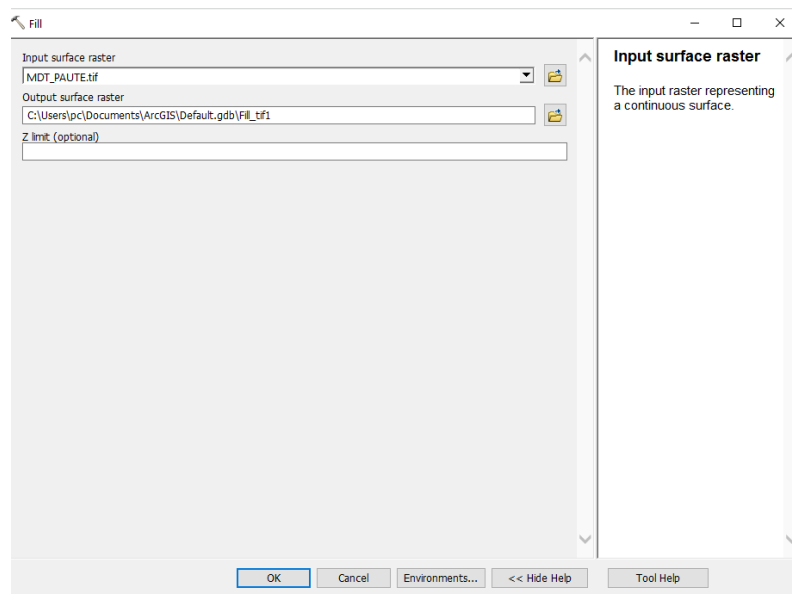 Fill
Input surface raster
MDT_PAUTE.tif
Output surface raster
C:\Users\pc\Documents\ArcGIS\Default.gdb\Fill_tif1
Z limit (optional)
Input surface raster
The input raster representing
a continuous surface.
OK Cancel Environments... << Hide Help Tool Help